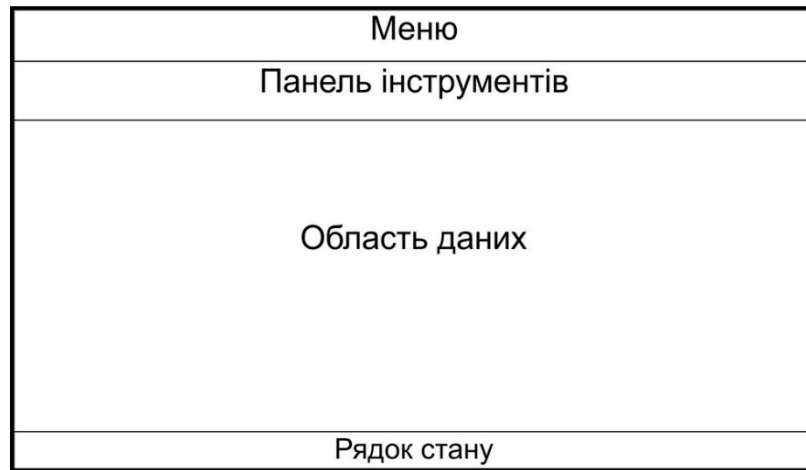 Меню
Панель інструментів
Область даних
Рядок стану